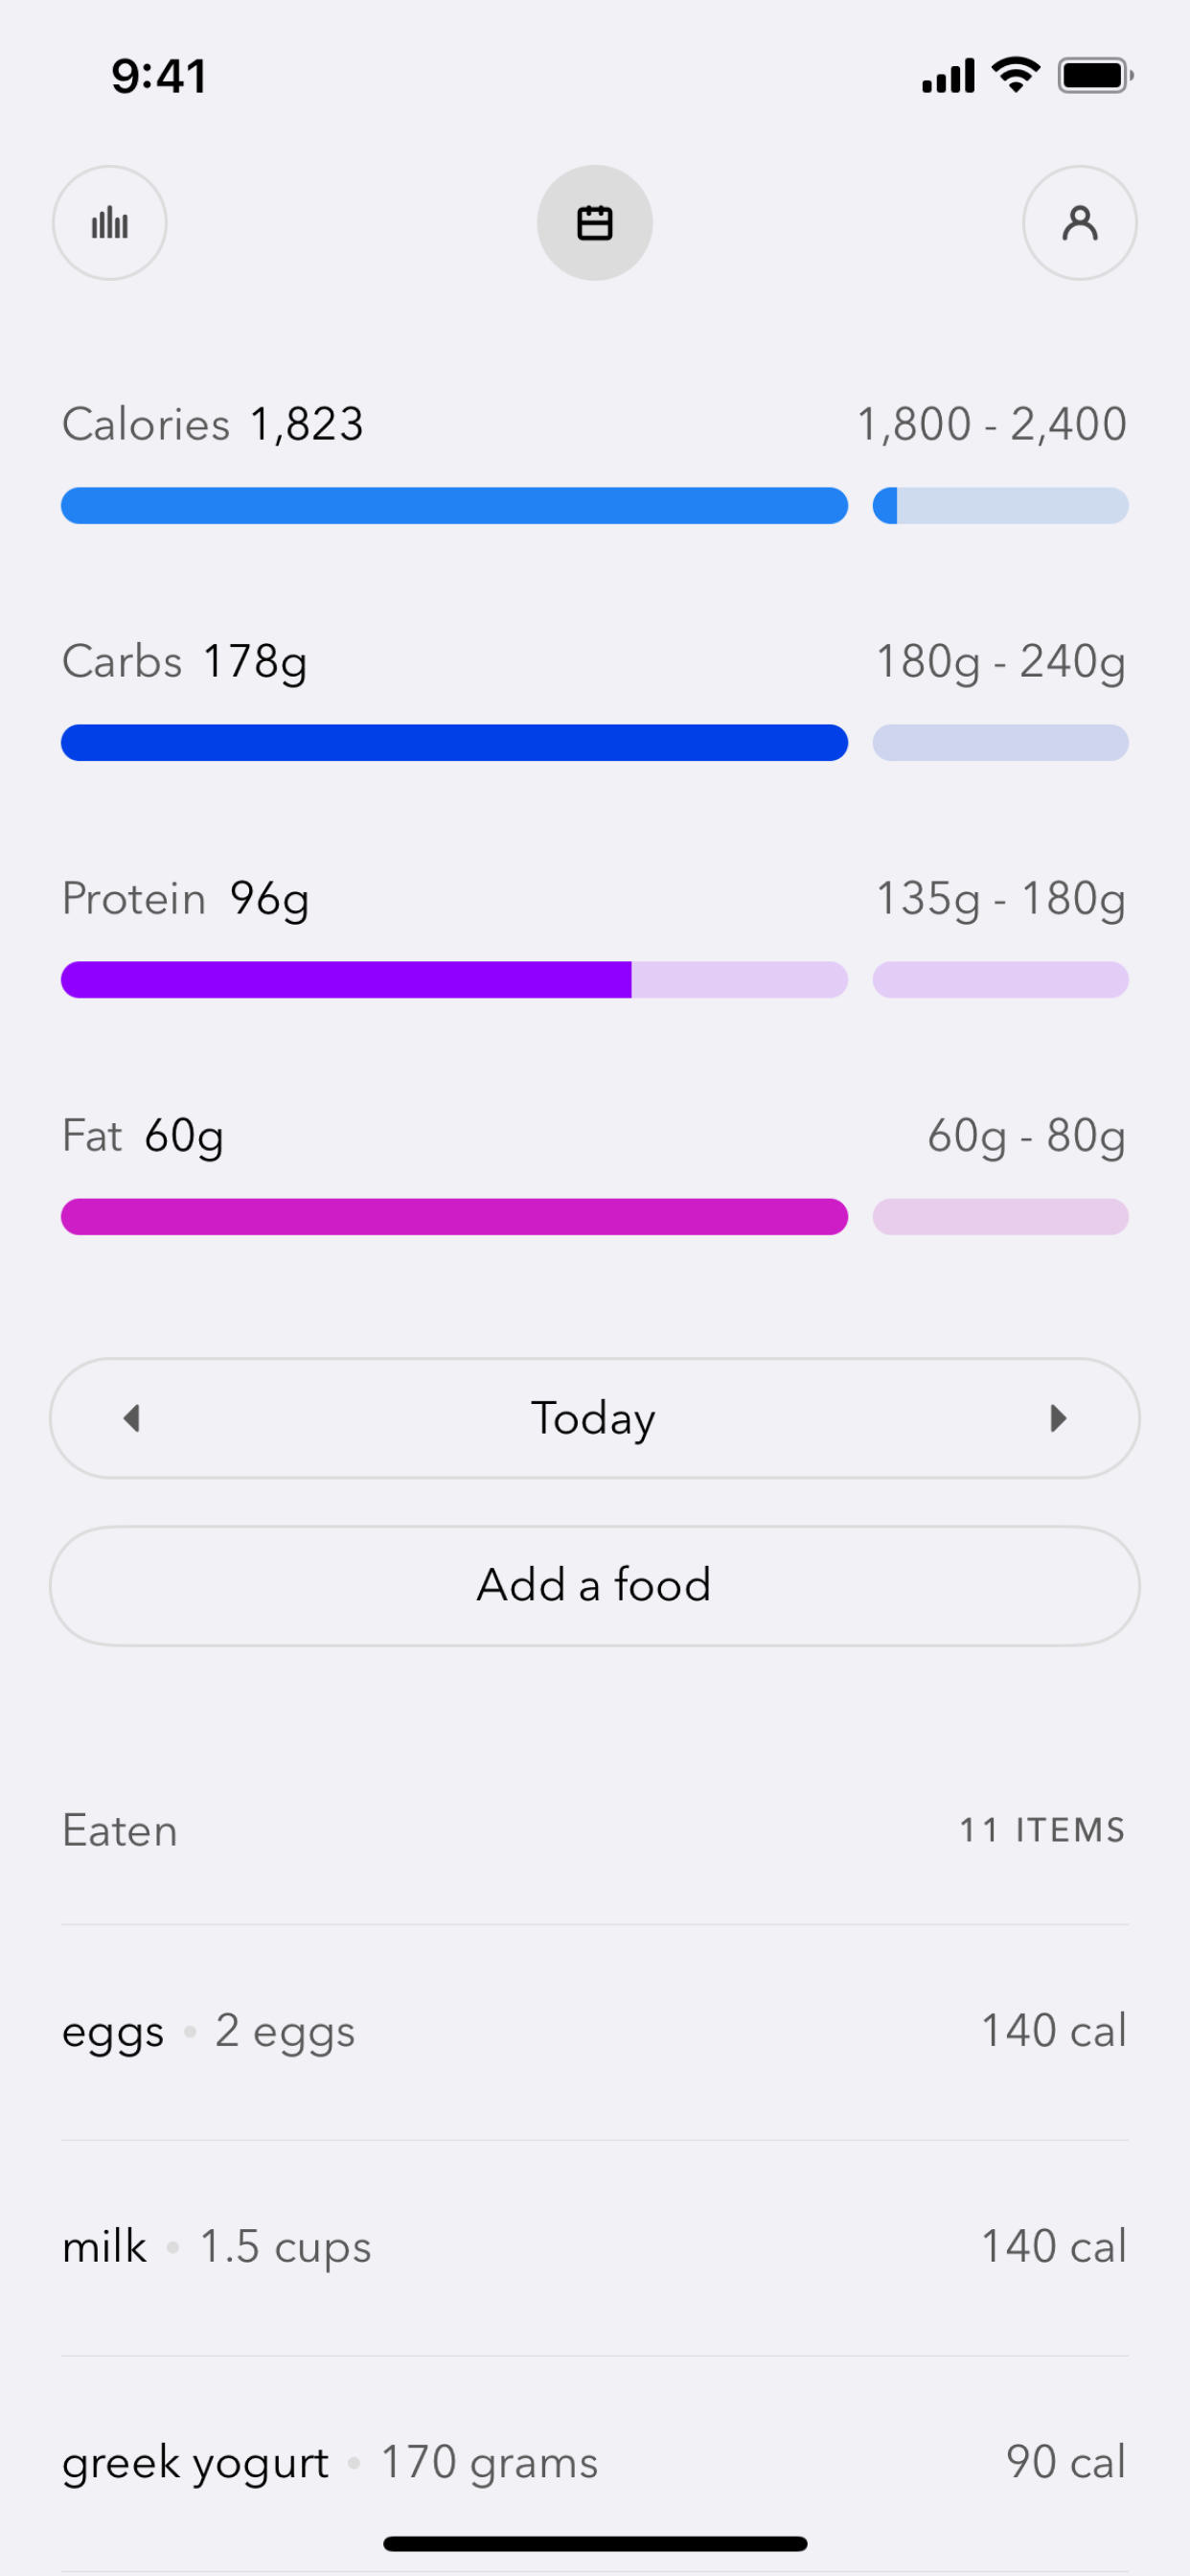 9:41
Calories 1,823 1,800 - 2,400
Carbs 178g 180g - 240g
Protein 96g 135g - 180g
Fat 60g 60g - 80g
Today
Add a food
Eaten 11 ITEMS
eggs • 2 eggs 140 cal
milk • 1.5 cups 140 cal
greek yogurt • 170 grams 90 cal